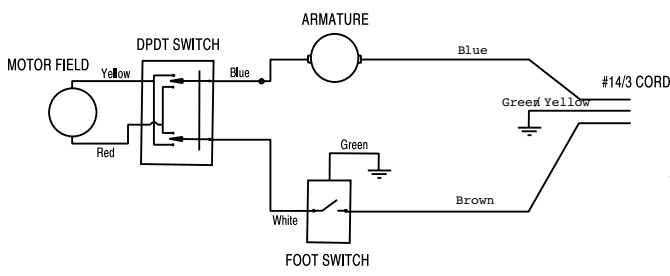 ARMATURE
DPDT SWITCH
Blue
MOTOR FIELD
Yellow
Blue
#14/3 CORD
Green/Yellow
Red
Green
Brown
White
FOOT SWITCH